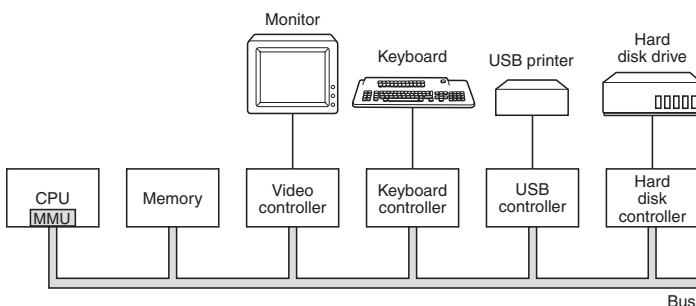 Monitor
Keyboard
USB printer
Hard
disk drive
CPU
MMU
Memory
Video
controller
Keyboard
controller
USB
controller
Hard
disk
controller
Bus